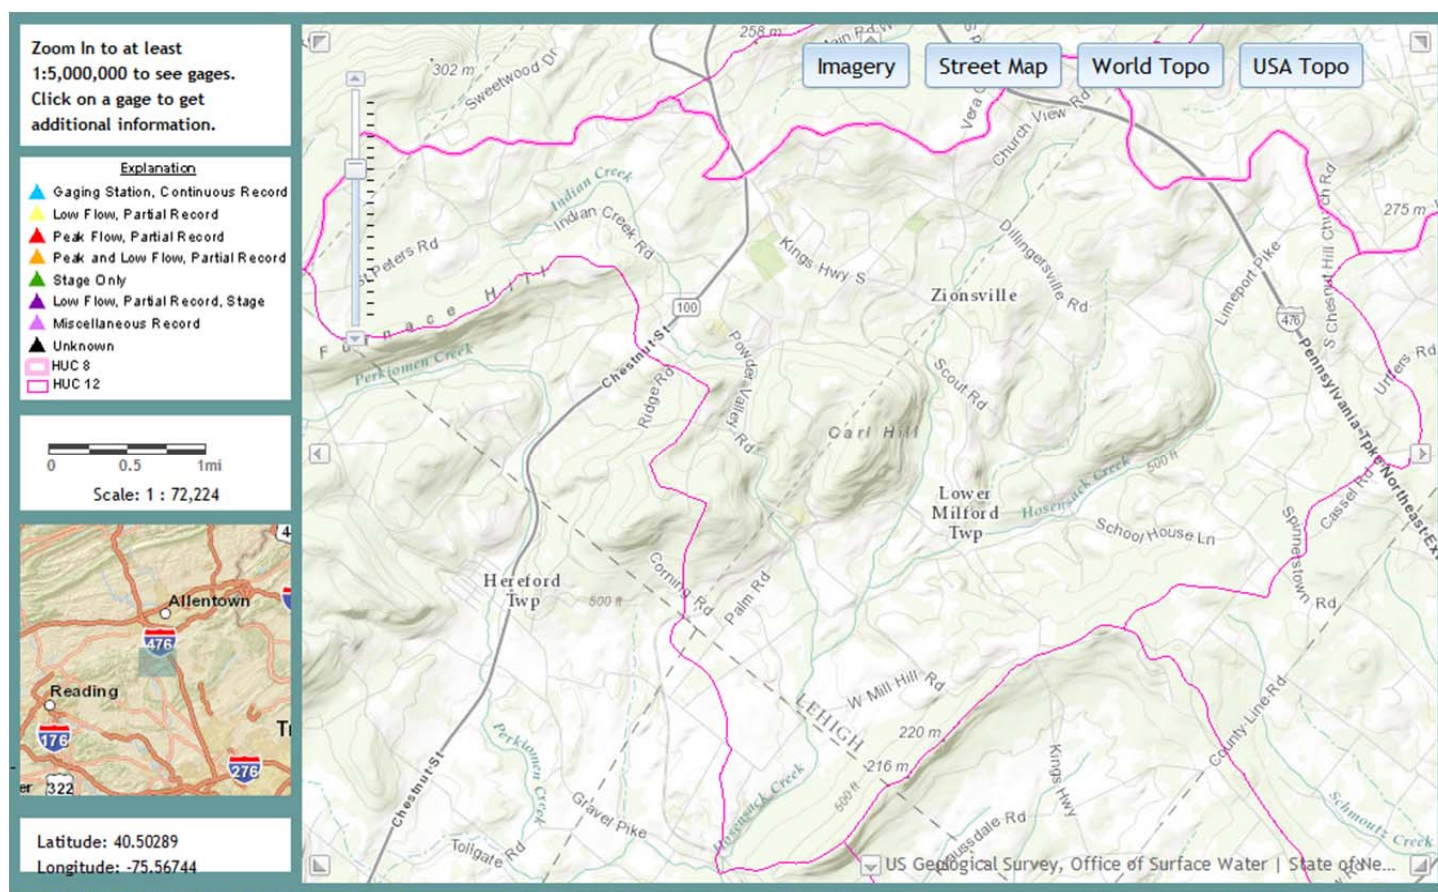 Zoom In to at least
1:5,000,000 to see gages.
Click on a gage to get
additional information.
Explanation
Gaging Station, Continuous Record
Low Flow, Partial Record
Peak Flow, Partial Record
Peak and Low Flow, Partial Record
Stage Only
Low Flow, Partial Record, Stage
Miscellaneous Record
Unknown
HUC 8
HUC 12
0 0.5 1mi
Scale: 1 : 72,224
Allentown
476
Reading
176
276
322
Latitude: 40.50289
Longitude: -75.56744
Imagery
Street Map
World Topo
USA Topo
258 m
302 m
Sweetwood Dr
Church View Rd
Indian Creek
Indian Creek Rd
St Peters Rd
Kings Hwy S
Dillingersville Rd
Limeport Pike
S Chesnut Hill Church Rd
275 m
Zionsville
100
476
Furnace Hill
Perkiomen Creek
Chestnut St
Ridge Rd
Powder Valley Rd
Scout Rd
Carl Hill
Pennsylvania Tpke Northeast Ext
Lower
Milford
Twp
Hosensack Creek
500 ft
School House Ln
Cassel Rd
Spinnerstown Rd
Hereford
Twp
500 ft
Corning Rd
Palm Rd
W Mill Hill Rd
LEHIGH
220 m
216 m
County Line Rd
Perkiomen Creek
Chestnut St
Gravel Pike
Tollgate Rd
Hosensack Creek
500 ft
Kings Hwy
Schmoutz Creek
US Geological Survey, Office of Surface Water | State of Ne...